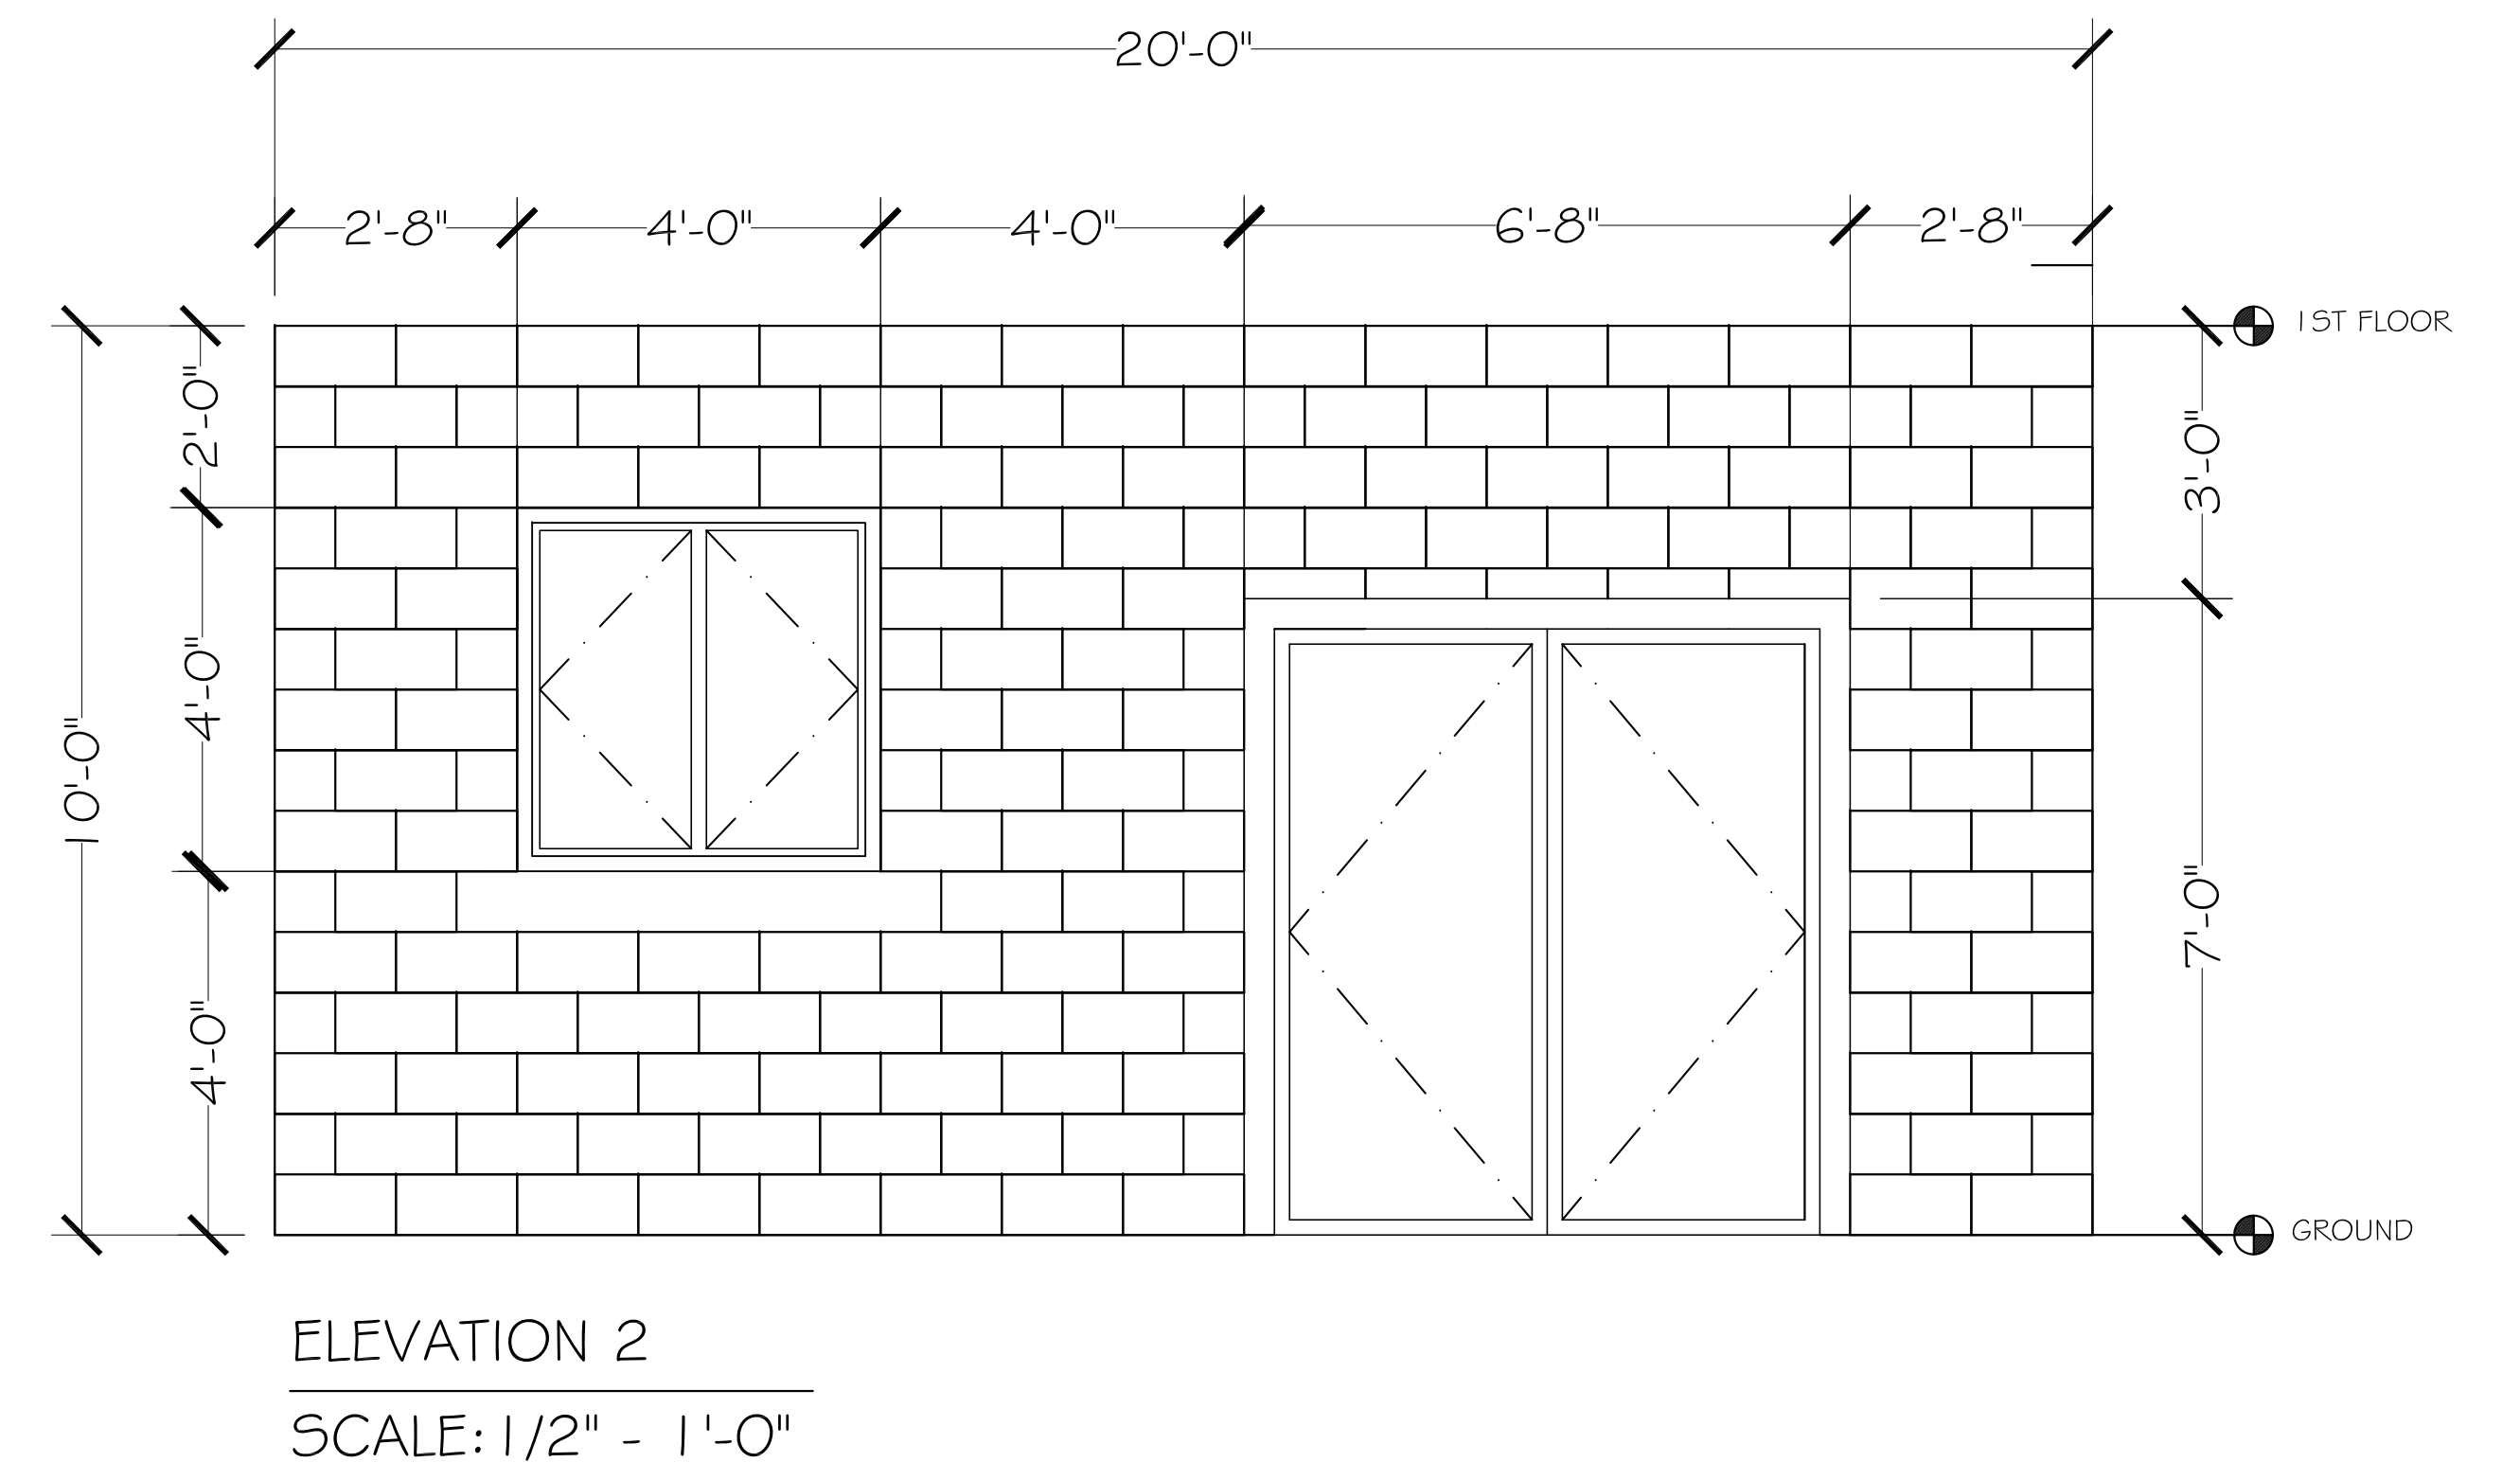 20'-0"
2'-8" 4'-0" 4'-0" 6'-8" 2'-8"
1ST FLOOR
2'-0"
3'-0"
4'-0"
10'-0"
7'-0"
4'-0"
GROUND
ELEVATION 2
SCALE: 1/2" - 1'-0"